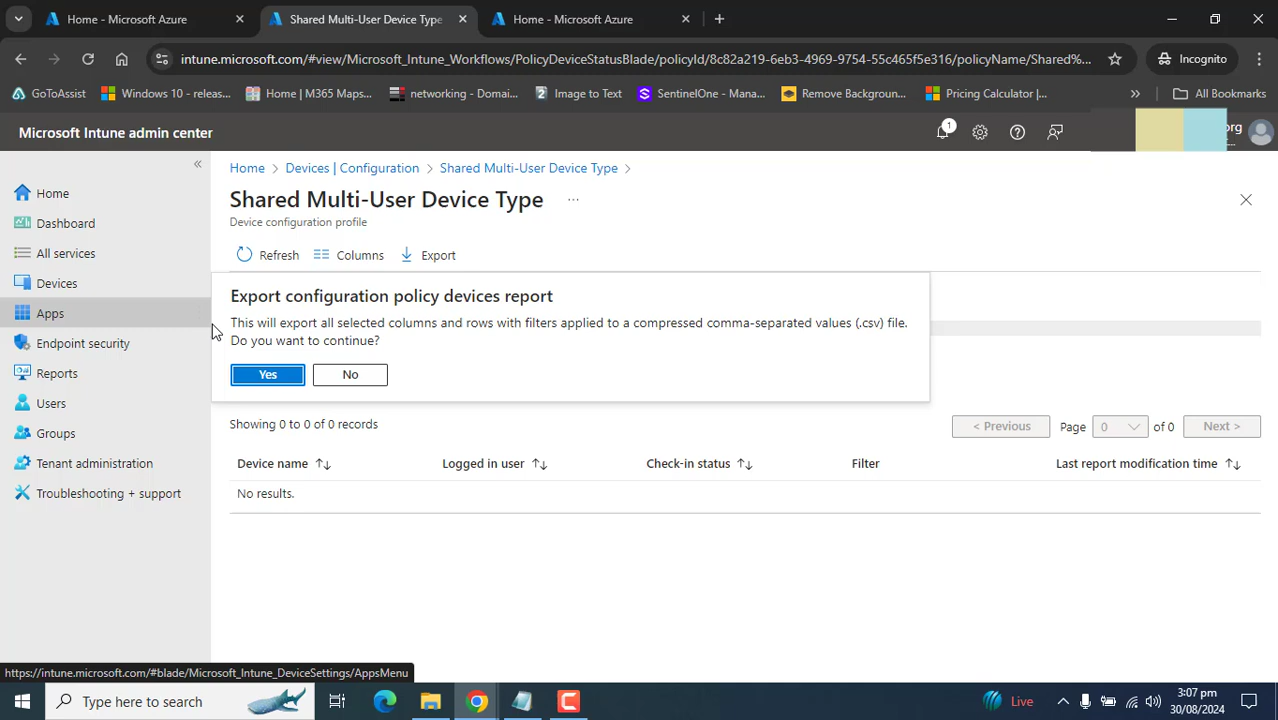 Home - Microsoft Azure
Shared Multi-User Device Type
Home - Microsoft Azure
intune.microsoft.com/#view/Microsoft_Intune_Workflows/PolicyDeviceStatusBlade/policyId/8c82a219-6eb3-4969-9754-55c465f5e316/policyName/Shared%...
Incognito
GoToAssist
Windows 10 - releas...
Home | M365 Maps...
networking - Domai...
Image to Text
SentinelOne - Mana...
Remove Backgroun...
Pricing Calculator |...
All Bookmarks
Microsoft Intune admin center
1
org
Home
Dashboard
All services
Devices
Apps
Endpoint security
Reports
Users
Groups
Tenant administration
Troubleshooting + support
Home > Devices | Configuration > Shared Multi-User Device Type >
Shared Multi-User Device Type ...
Device configuration profile
Refresh
Columns
Export
Export configuration policy devices report
This will export all selected columns and rows with filters applied to a compressed comma-separated values (.csv) file.
Do you want to continue?
Yes
No
Showing 0 to 0 of 0 records
< Previous
Page 0 of 0
Next >
Device name
Logged in user
Check-in status
Filter
Last report modification time
No results.
https://intune.microsoft.com/#blade/Microsoft_Intune_DeviceSettings/AppsMenu
Type here to search
Live
3:07 pm
30/08/2024